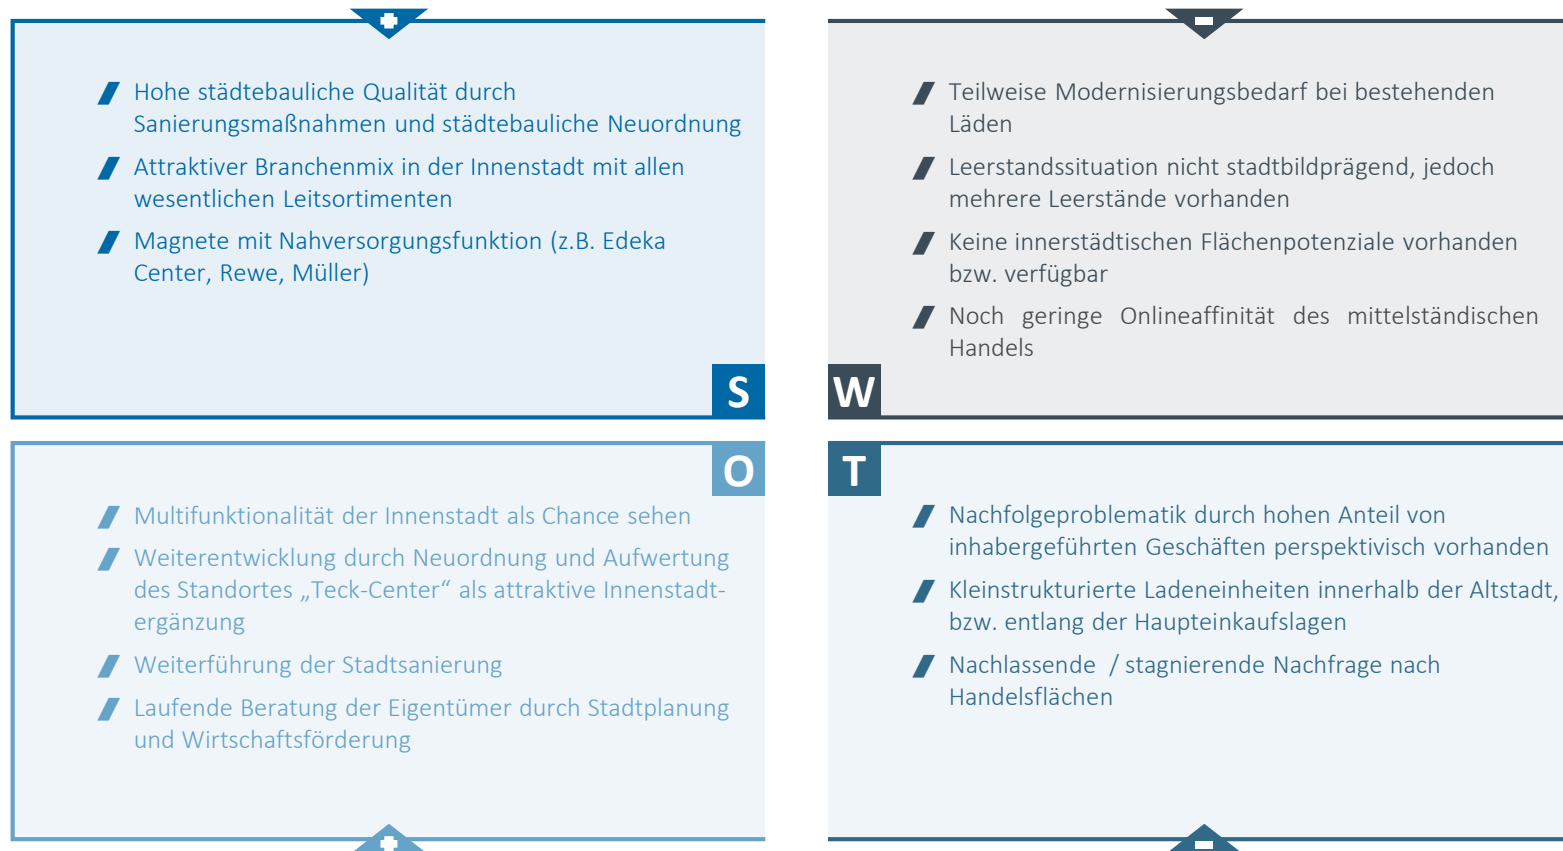 Hohe städtebauliche Qualität durch
Sanierungsmaßnahmen und städtebauliche Neuordnung
Attraktiver Branchenmix in der Innenstadt mit allen
wesentlichen Leitsortimenten
Magnete mit Nahversorgungsfunktion (z.B. Edeka
Center, Rewe, Müller)
S
Teilweise Modernisierungsbedarf bei bestehenden
Läden
Leerstandssituation nicht stadtbildprägend, jedoch
mehrere Leerstände vorhanden
Keine innerstädtischen Flächenpotenziale vorhanden
bzw. verfügbar
Noch geringe Onlineaffinität des mittelständischen
Handels
W
O
Multifunktionalität der Innenstadt als Chance sehen
Weiterentwicklung durch Neuordnung und Aufwertung
des Standortes „Teck-Center“ als attraktive Innenstadt-
ergänzung
Weiterführung der Stadtsanierung
Laufende Beratung der Eigentümer durch Stadtplanung
und Wirtschaftsförderung
T
Nachfolgeproblematik durch hohen Anteil von
inhabergeführten Geschäften perspektivisch vorhanden
Kleinstrukturierte Ladeneinheiten innerhalb der Altstadt,
bzw. entlang der Haupteinkaufslagen
Nachlassende / stagnierende Nachfrage nach
Handelsflächen